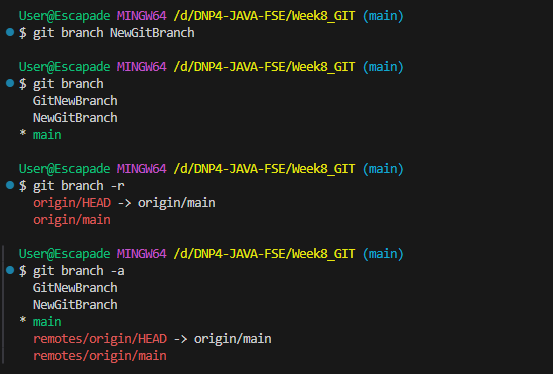 User@Escapade MINGW64 /d/DNP4-JAVA-FSE/Week8_GIT (main)
$ git branch NewGitBranch
User@Escapade MINGW64 /d/DNP4-JAVA-FSE/Week8_GIT (main)
$ git branch
GitNewBranch
NewGitBranch
* main
User@Escapade MINGW64 /d/DNP4-JAVA-FSE/Week8_GIT (main)
$ git branch -r
origin/HEAD -> origin/main
origin/main
User@Escapade MINGW64 /d/DNP4-JAVA-FSE/Week8_GIT (main)
$ git branch -a
GitNewBranch
NewGitBranch
* main
remotes/origin/HEAD -> origin/main
remotes/origin/main